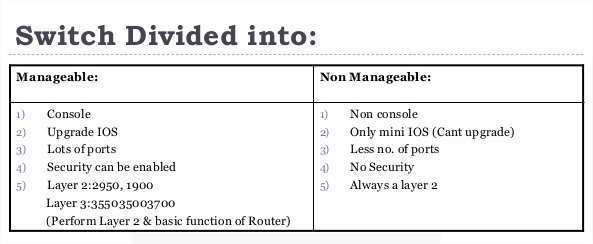 Switch Divided into:
Manageable:
1) Console
2) Upgrade IOS
3) Lots of ports
4) Security can be enabled
5) Layer 2:2950, 1900
Layer 3:355035003700
(Perform Layer 2 & basic function of Router)
Non Manageable:
1) Non console
2) Only mini IOS (Cant upgrade)
3) Less no. of ports
4) No Security
5) Always a layer 2